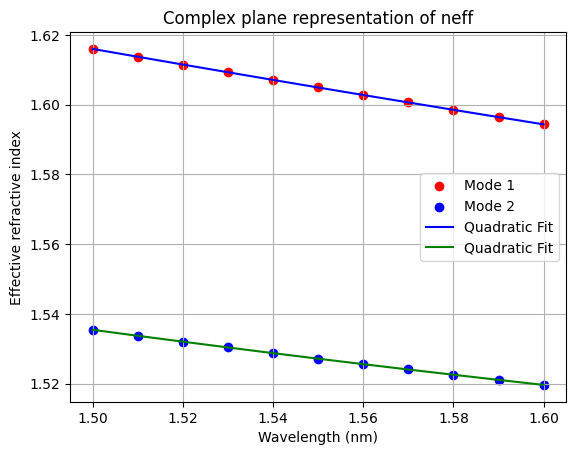 Complex plane representation of neff
Effective refractive index
1.62
1.60
1.58
1.56
1.54
1.52
Mode 1
Mode 2
Quadratic Fit
Quadratic Fit
1.50 1.52 1.54 1.56 1.58 1.60
Wavelength (nm)